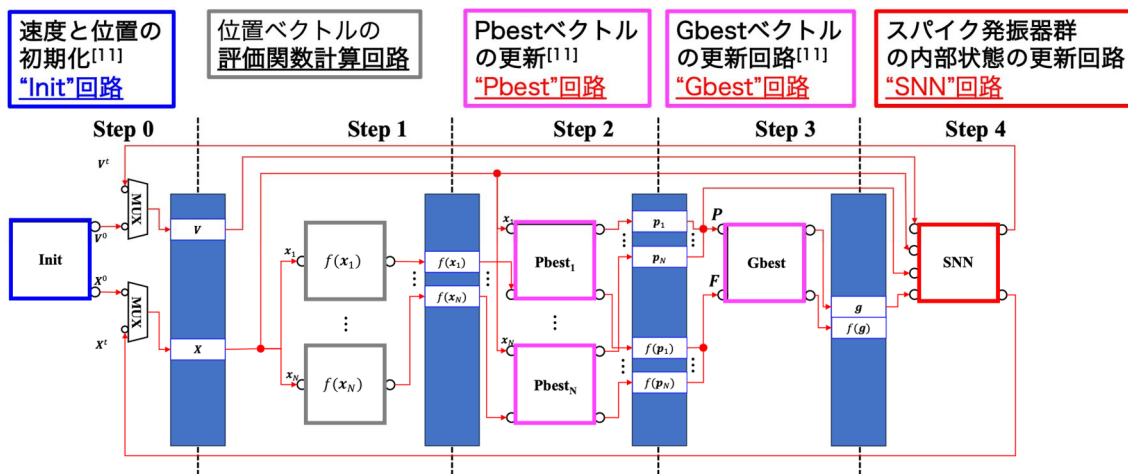 速度と位置の
初期化[11]
“Init”回路
位置ベクトルの
評価関数計算回路
Pbestベクトル
の更新[11]
“Pbest”回路
Gbestベクトル
の更新回路[11]
“Gbest”回路
スパイク発振器群
の内部状態の更新回路
“SNN”回路
Step 0
Step 1
Step 2
Step 3
Step 4
V^t
MUX
V^0
Init
X^0
MUX
X^t
V
X
x_1
f(x_1)
⋮
x_N
f(x_N)
f(x_1)
⋮ ⋮
f(x_N)
x_1
Pbest_1
⋮
x_N
Pbest_N
p_1
⋮ ⋮
p_N
f(p_1)
⋮ ⋮
f(p_N)
P
Gbest
F
g
f(g)
SNN